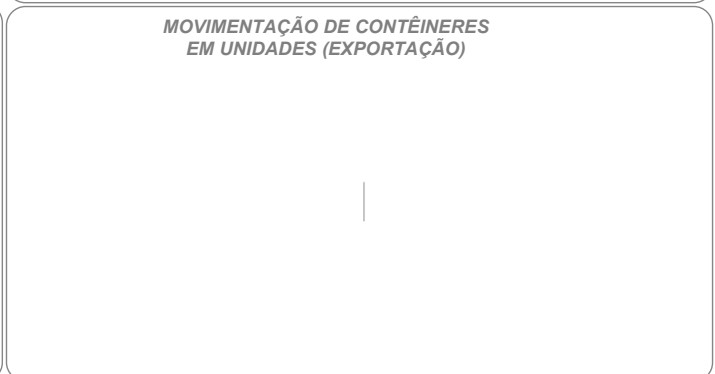 MOVIMENTAÇÃO DE CONTÊINERES
EM UNIDADES (EXPORTAÇÃO)